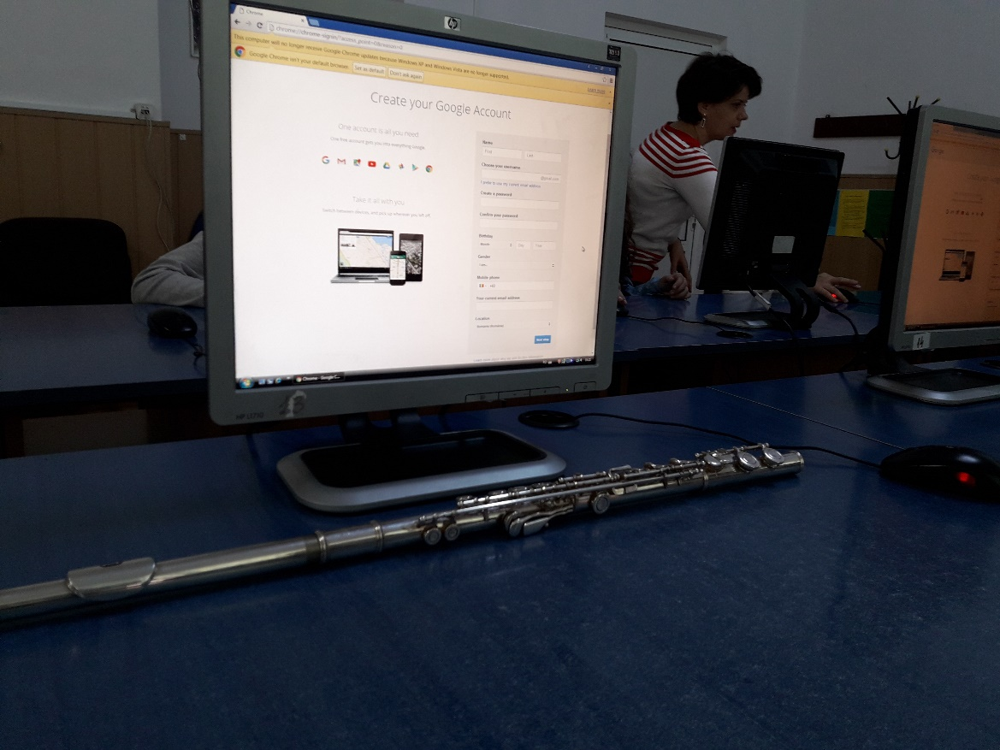 Chrome
chrome://chrome-signin/?access_point=0&reason=0
This computer will no longer receive Google Chrome updates because Windows XP and Windows Vista are no longer supported.
Learn more
Google Chrome isn't your default browser.
Set as default
Don't ask again
Create your Google Account
One account is all you need
One free account gets you into everything Google.
Take it all with you
Switch between devices, and pick up wherever you left off.
Name
First
Last
Choose your username
@gmail.com
I prefer to use my current email address
Create a password
Confirm your password
Birthday
Month
Day
Year
Gender
Mobile phone
+40
Your current email address
Location
Next step
Chrome - Google C...
hp
HP L1710
14